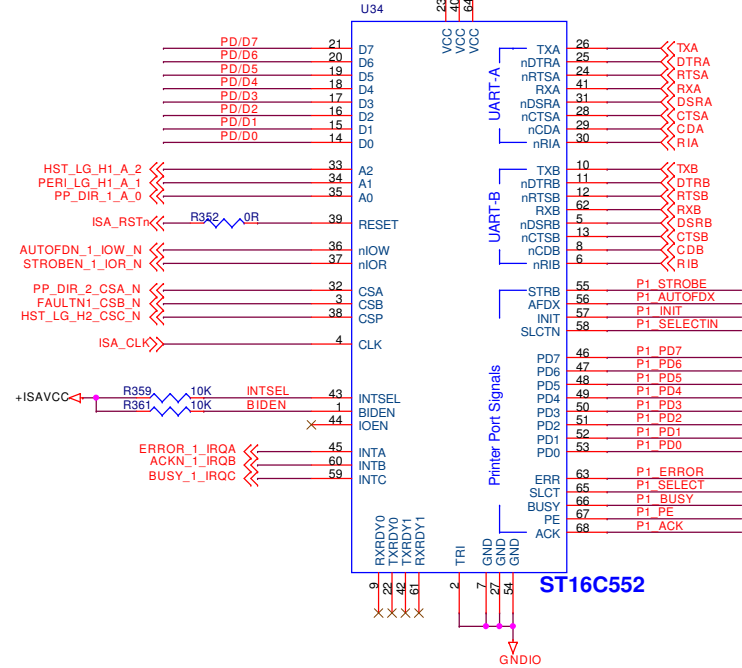 U34
23 40 64
VCC VCC VCC
PD/D7 21 D7
PD/D6 20 D6
PD/D5 19 D5
PD/D4 18 D4
PD/D3 17 D3
PD/D2 16 D2
PD/D1 15 D1
PD/D0 14 D0
HST_LG_H1_A_2 33 A2
PERI_LG_H1_A_1 34 A1
PP_DIR_1_A_0 35 A0
ISA_RSTn R352 0R 39 RESET
AUTOFDN_1_IOW_N 36 nIOW
STROBEN_1_IOR_N 37 nIOR
PP_DIR_2_CSA_N 32 CSA
FAULTN1_CSB_N 3 CSB
HST_LG_H2_CSC_N 38 CSP
ISA_CLK 4 CLK
+ISAVCC R359 10K INTSEL 43 INTSEL
R361 10K BIDEN 1 BIDEN
44 IOEN
ERROR_1_IRQA 45 INTA
ACKN_1_IRQB 60 INTB
BUSY_1_IRQC 59 INTC
UART-A
TXA 26 TXA
nDTRA 25 DTRA
nRTSA 24 RTSA
RXA 41 RXA
nDSRA 31 DSRA
nCTSA 28 CTSA
nCDA 29 CDA
nRIA 30 RIA
UART-B
TXB 10 TXB
nDTRB 11 DTRB
nRTSB 12 RTSB
RXB 62 RXB
nDSRB 5 DSRB
nCTSB 13 CTSB
nCDB 8 CDB
nRIB 6 RIB
Printer Port Signals
STRB 55 P1_STROBE
AFDX 56 P1_AUTOFDX
INIT 57 P1_INIT
SLCTN 58 P1_SELECTIN
PD7 46 P1_PD7
PD6 47 P1_PD6
PD5 48 P1_PD5
PD4 49 P1_PD4
PD3 50 P1_PD3
PD2 51 P1_PD2
PD1 52 P1_PD1
PD0 53 P1_PD0
ERR 63 P1_ERROR
SLCT 65 P1_SELECT
BUSY 66 P1_BUSY
PE 67 P1_PE
ACK 68 P1_ACK
RXRDY0 TXRDY0 TXRDY1 RXRDY1 TRI GND GND GND
9 22 42 61 2 7 27 54
ST16C552
GNDIO